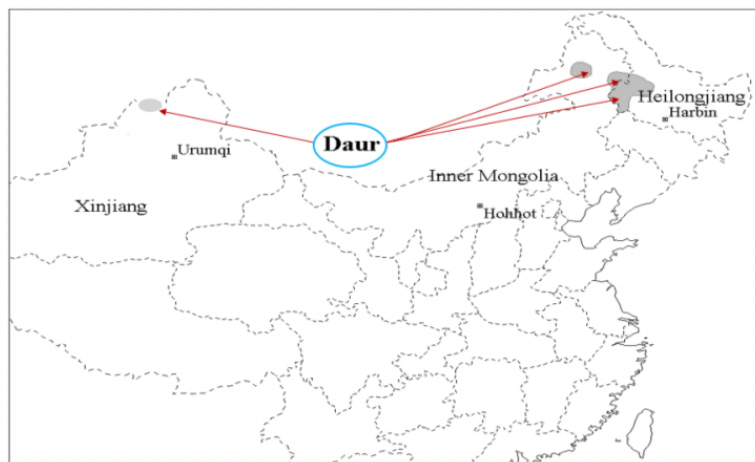 Heilongjiang
Harbin
Daur
Urumqi
Inner Mongolia
Xinjiang
Hohhot